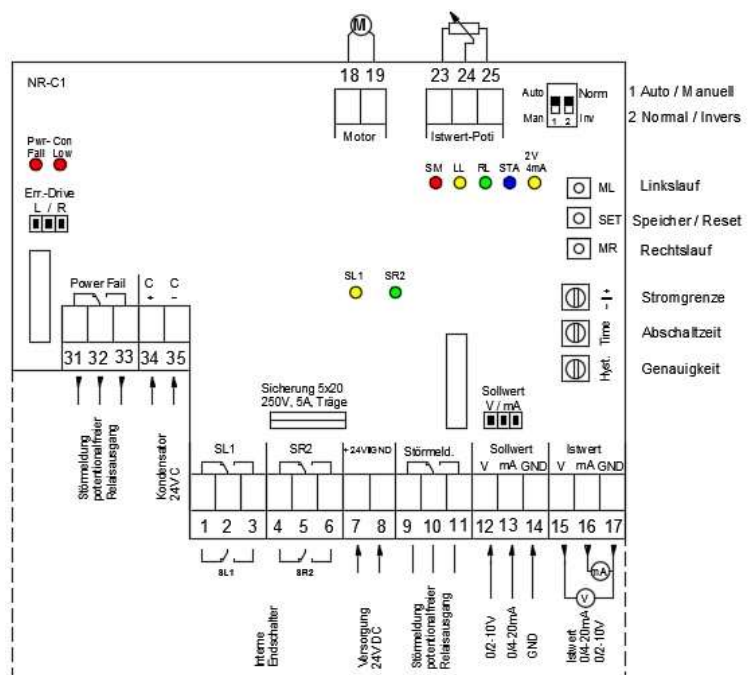 M
18 19
23 24 25
NR-C1
Auto Norm
Man 1 2 Inv
1 Auto / Manuell
2 Normal / Invers
Motor
Istwert-Poti
Pwr- Con
Fail Low
Err.-Drive
L / R
SM LL RL STA 2V
4mA
ML Linkslauf
SET Speicher / Reset
MR Rechtslauf
SL1 SR2
Power Fail
C C
+ –
- + Stromgrenze
Time Abschaltzeit
Hyst. Genauigkeit
31 32 33 34 35
Sicherung 5x20
250V, 5A, Träge
Sollwert
V / mA
Störmeldung
potentionalfreier
Relaisausgang
Kondensator
24V C
SL1 SR2 +24V GND Störmeld. Sollwert Istwert
V mA GND V mA GND
1 2 3 4 5 6 7 8 9 10 11 12 13 14 15 16 17
SL1
SR2
mA
V
Interne
Endschalter
Versorgung
24V DC
Störmeldung
potentionalfreier
Relaisausgang
0/2-10V
0/4-20mA
GND
Istwert
0/4-20mA
0/2-10V